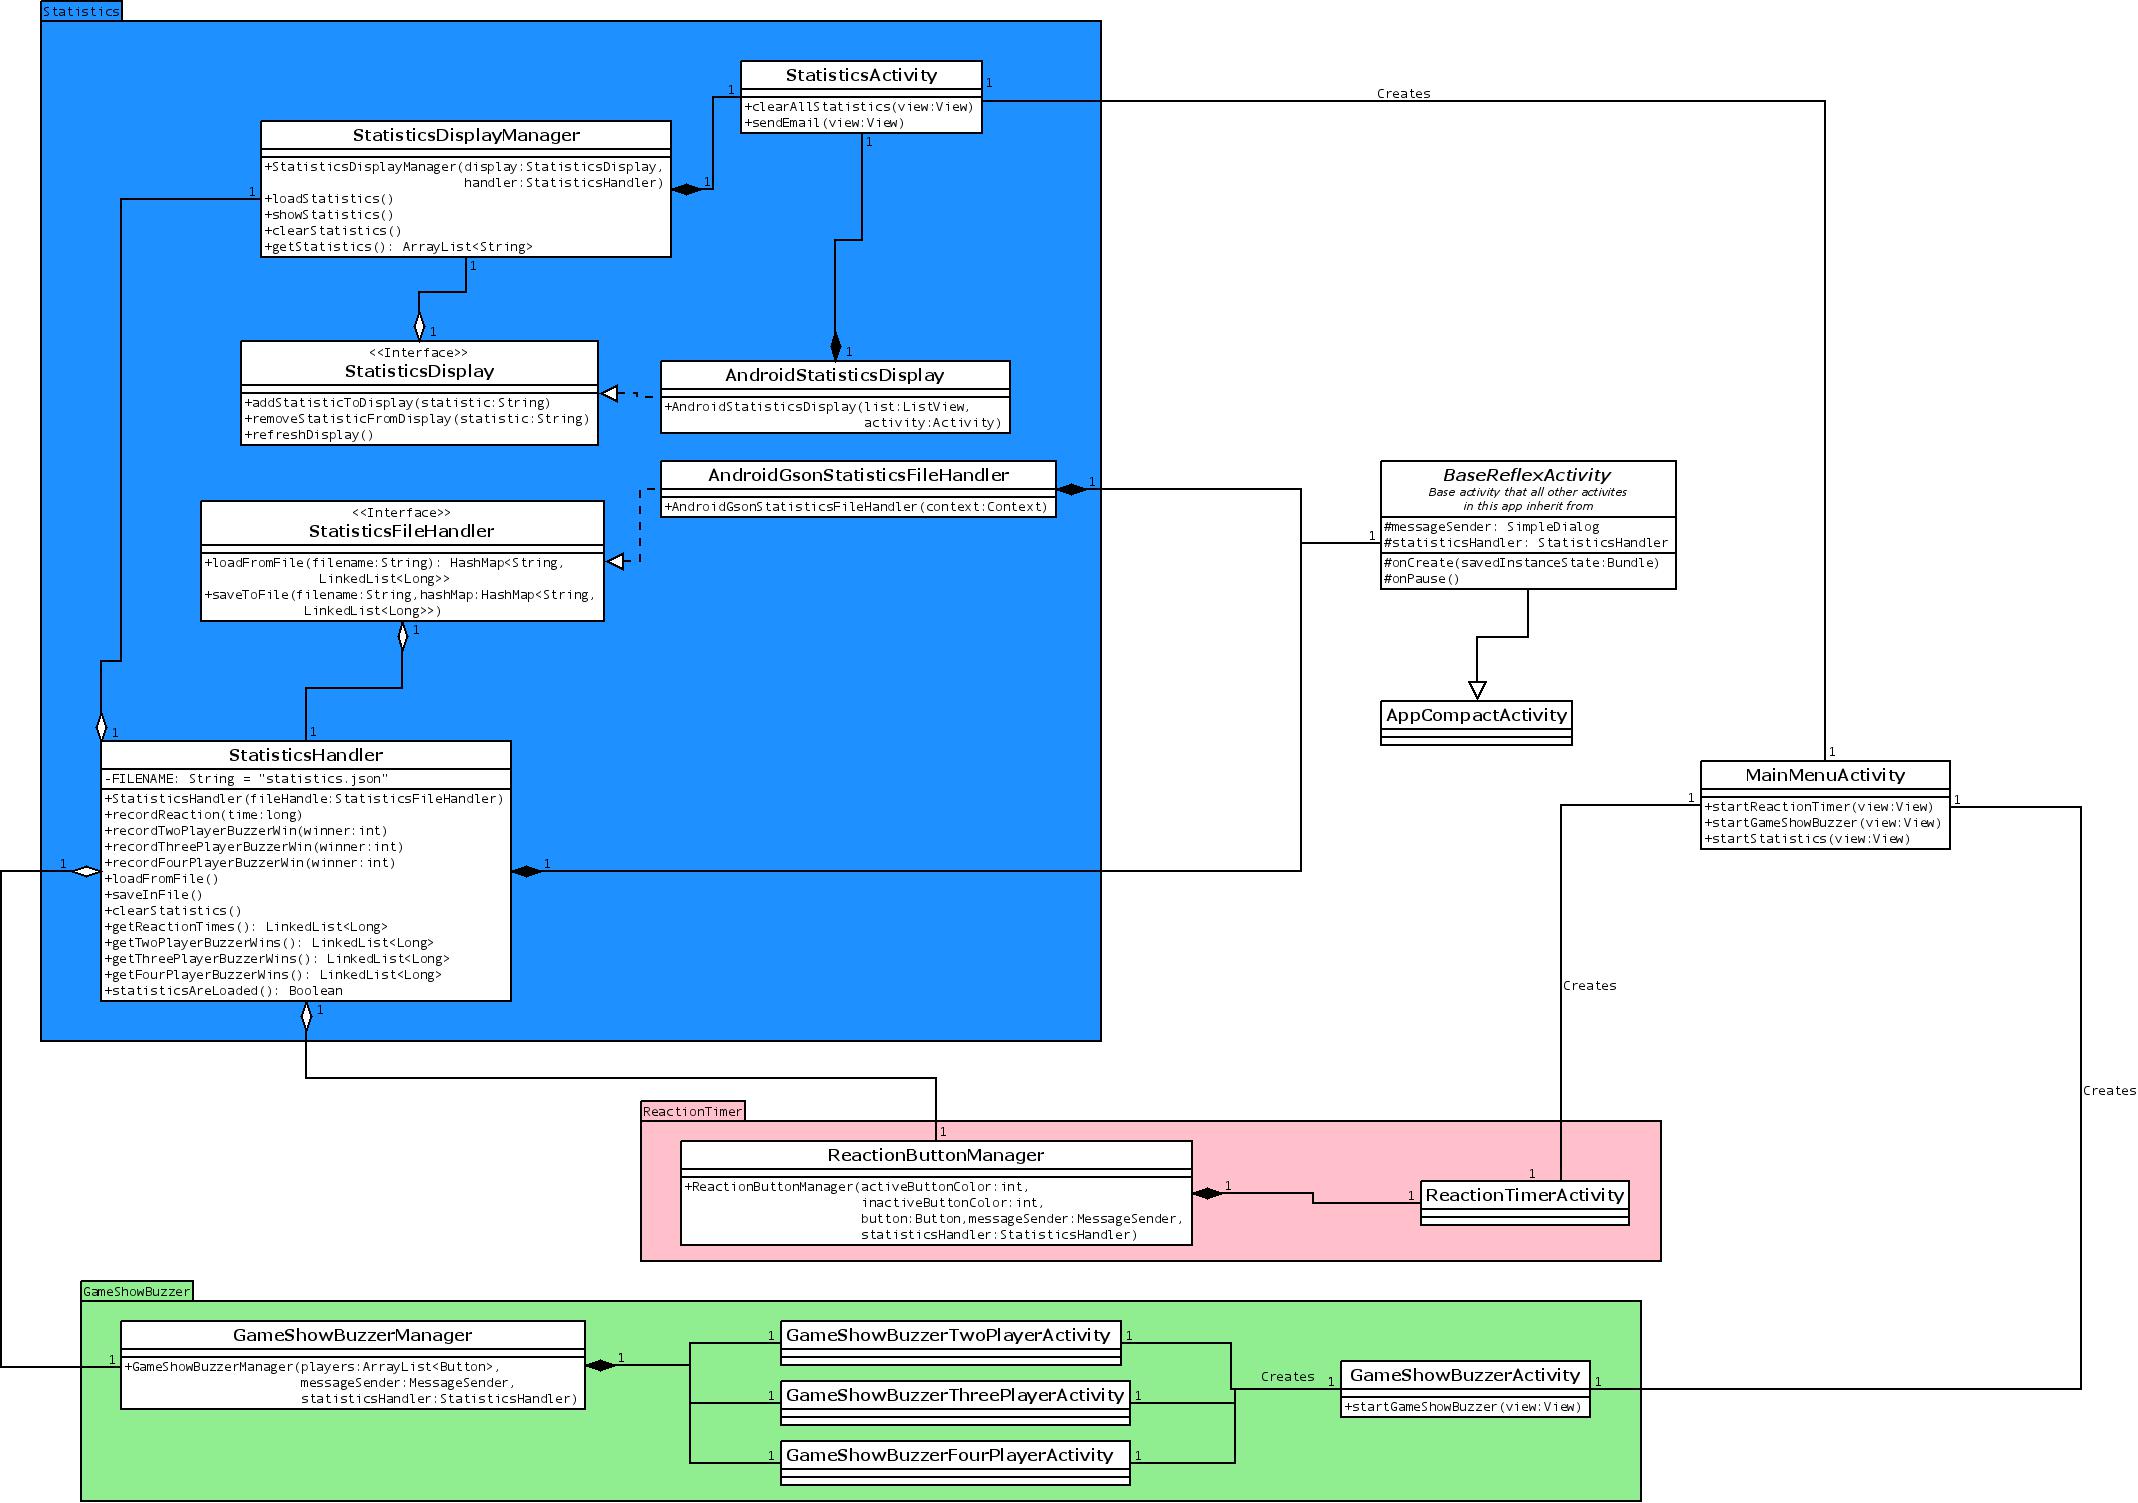 Statistics
StatisticsActivity
+clearAllStatistics(view:View)
+sendEmail(view:View)
1
1
1
Creates
StatisticsDisplayManager
+StatisticsDisplayManager(display:StatisticsDisplay,
handler:StatisticsHandler)
+loadStatistics()
+showStatistics()
+clearStatistics()
+getStatistics(): ArrayList<String>
1
1
1
1
<<Interface>>
StatisticsDisplay
+addStatisticToDisplay(statistic:String)
+removeStatisticFromDisplay(statistic:String)
+refreshDisplay()
1
AndroidStatisticsDisplay
+AndroidStatisticsDisplay(list:ListView,
activity:Activity)
AndroidGsonStatisticsFileHandler
+AndroidGsonStatisticsFileHandler(context:Context)
1
<<Interface>>
StatisticsFileHandler
+loadFromFile(filename:String): HashMap<String,
LinkedList<Long>>
+saveToFile(filename:String,hashMap:HashMap<String,
LinkedList<Long>>)
1
BaseReflexActivity
Base activity that all other activites
in this app inherit from
#messageSender: SimpleDialog
#statisticsHandler: StatisticsHandler
#onCreate(savedInstanceState:Bundle)
#onPause()
1
AppCompactActivity
1
1
StatisticsHandler
-FILENAME: String = "statistics.json"
+StatisticsHandler(fileHandle:StatisticsFileHandler)
+recordReaction(time:long)
+recordTwoPlayerBuzzerWin(winner:int)
+recordThreePlayerBuzzerWin(winner:int)
+recordFourPlayerBuzzerWin(winner:int)
+loadFromFile()
+saveInFile()
+clearStatistics()
+getReactionTimes(): LinkedList<Long>
+getTwoPlayerBuzzerWins(): LinkedList<Long>
+getThreePlayerBuzzerWins(): LinkedList<Long>
+getFourPlayerBuzzerWins(): LinkedList<Long>
+statisticsAreLoaded(): Boolean
1
1
1
1
MainMenuActivity
+startReactionTimer(view:View)
+startGameShowBuzzer(view:View)
+startStatistics(view:View)
1
1
Creates
Creates
ReactionTimer
1
ReactionButtonManager
+ReactionButtonManager(activeButtonColor:int,
inactiveButtonColor:int,
button:Button,messageSender:MessageSender,
statisticsHandler:StatisticsHandler)
1
1
1
ReactionTimerActivity
GameShowBuzzer
1
GameShowBuzzerManager
+GameShowBuzzerManager(players:ArrayList<Button>,
messageSender:MessageSender,
statisticsHandler:StatisticsHandler)
1
1
GameShowBuzzerTwoPlayerActivity
1
1
GameShowBuzzerThreePlayerActivity
1
1
GameShowBuzzerFourPlayerActivity
1
Creates
1
GameShowBuzzerActivity
+startGameShowBuzzer(view:View)
1